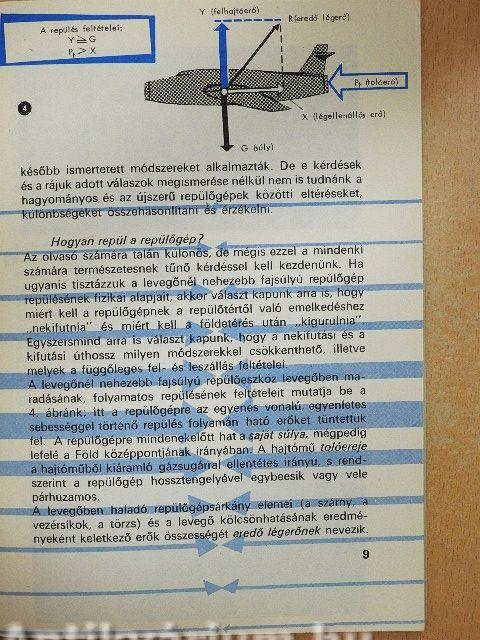 A repülés feltételei:
Y ≧ G
Pt > X
Y (felhajtóerő)
R (eredő légerő)
Pt (tolóerő)
X (légellenállás erő)
G (súly)
4
később ismertetett módszereket alkalmazták. De e kérdések
és a rájuk adott válaszok megismerése nélkül nem is tudnánk a
hagyományos és az újszerű repülőgépek közötti eltéréseket,
különbségeket összehasonlítani és érzékelni.
Hogyan repül a repülőgép?
Az olvasó számára talán különös, de mégis ezzel a mindenki
számára természetesnek tűnő kérdéssel kell kezdenünk. Ha
ugyanis tisztázzuk a levegőnél nehezebb fajsúlyú repülőgép
repülésének fizikai alapjait, akkor választ kapunk arra is, hogy
miért kell a repülőgépnek a repülőtértől való emelkedéshez
„nekifutnia" és miért kell a földetérés után „kigurulnia"
Egyszersmind arra is választ kapunk, hogy a nekifutási és a
kifutási úthossz milyen módszerekkel csökkenthető, illetve
melyek a függőleges fel- és leszállás feltételei.
A levegőnél nehezebb fajsúlyú repülőeszköz levegőben ma-
radásának, folyamatos repülésének feltételeit mutatja be a
4. ábránk; itt a repülőgépre az egyenes vonalú, egyenletes
sebességgel történő repülés folyamán ható erőket tüntettük
fel. A repülőgépre mindenekelőtt hat a saját súlya, mégpedig
lefelé a Föld középpontjának irányában. A hajtómű tolóereje
a hajtóműből kiáramló gázsugárral ellentétes irányú, s rend-
szerint a repülőgép hossztengelyével egybeesik vagy vele
párhuzamos.
A levegőben haladó repülőgépsárkány elemei (a szárny, a
vezérsíkok, a törzs) és a levegő kölcsönhatásának eredmé-
nyeként keletkező erők összességét eredő légerőnek nevezik.
9